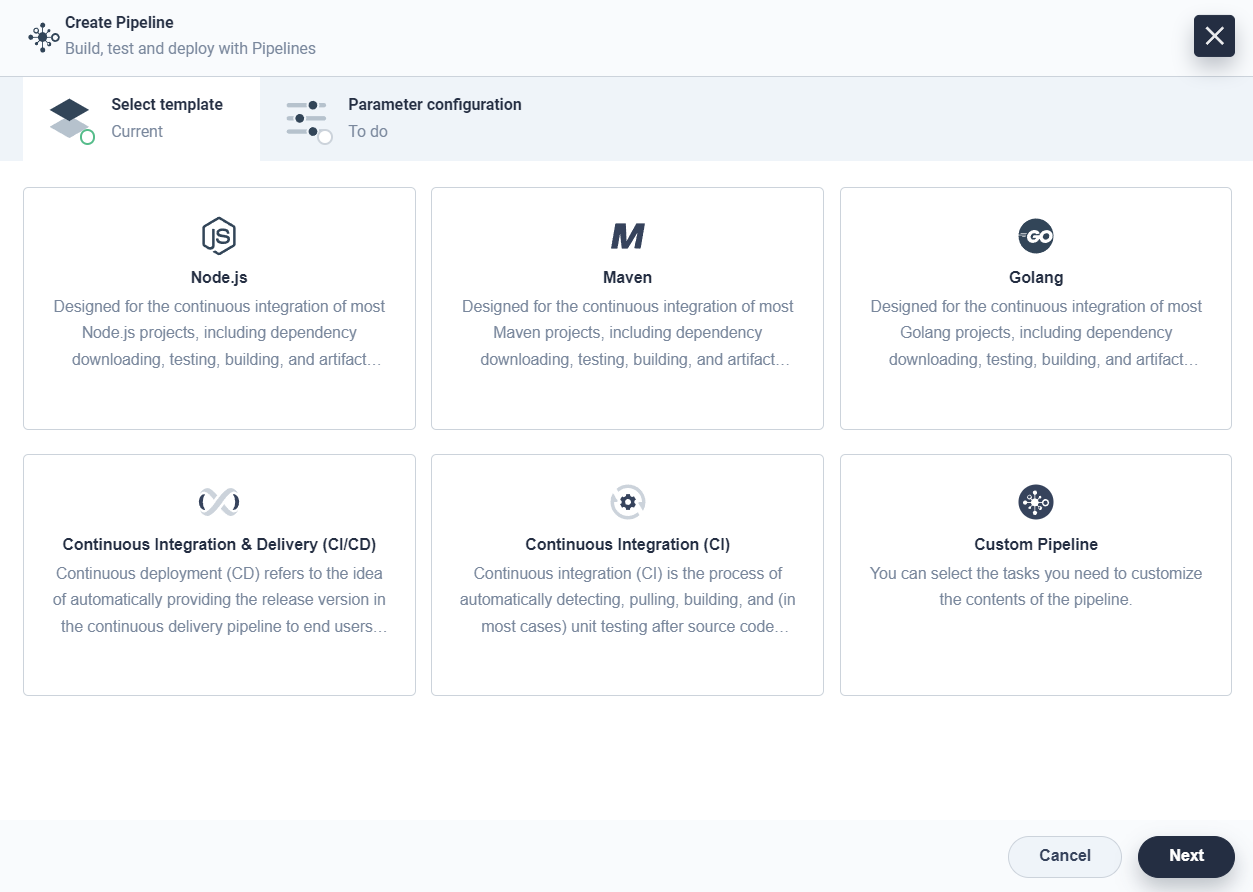 Create Pipeline
Build, test and deploy with Pipelines
Select template
Current
Parameter configuration
To do
JS
Node.js
Designed for the continuous integration of most
Node.js projects, including dependency
downloading, testing, building, and artifact…
M
Maven
Designed for the continuous integration of most
Maven projects, including dependency
downloading, testing, building, and artifact…
GO
Golang
Designed for the continuous integration of most
Golang projects, including dependency
downloading, testing, building, and artifact…
Continuous Integration & Delivery (CI/CD)
Continuous deployment (CD) refers to the idea
of automatically providing the release version in
the continuous delivery pipeline to end users…
Continuous Integration (CI)
Continuous integration (CI) is the process of
automatically detecting, pulling, building, and (in
most cases) unit testing after source code…
Custom Pipeline
You can select the tasks you need to customize
the contents of the pipeline.
Cancel
Next